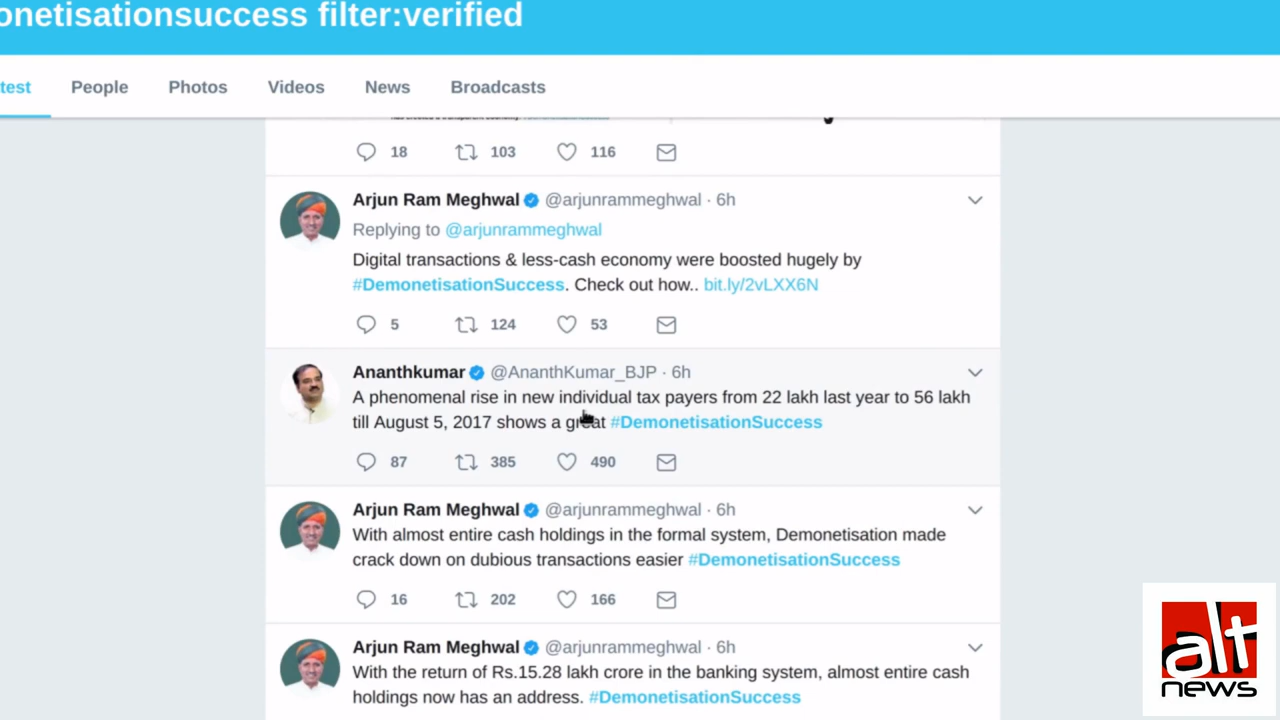 onetisationsuccess filter:verified
test People Photos Videos News Broadcasts
18 103 116
Arjun Ram Meghwal @arjunrammeghwal · 6h
Replying to @arjunrammeghwal
Digital transactions & less-cash economy were boosted hugely by
#DemonetisationSuccess. Check out how.. bit.ly/2vLXX6N
5 124 53
Ananthkumar @AnanthKumar_BJP · 6h
A phenomenal rise in new individual tax payers from 22 lakh last year to 56 lakh
till August 5, 2017 shows a great #DemonetisationSuccess
87 385 490
Arjun Ram Meghwal @arjunrammeghwal · 6h
With almost entire cash holdings in the formal system, Demonetisation made
crack down on dubious transactions easier #DemonetisationSuccess
16 202 166
Arjun Ram Meghwal @arjunrammeghwal · 6h
With the return of Rs.15.28 lakh crore in the banking system, almost entire cash
holdings now has an address. #DemonetisationSuccess
alt
news